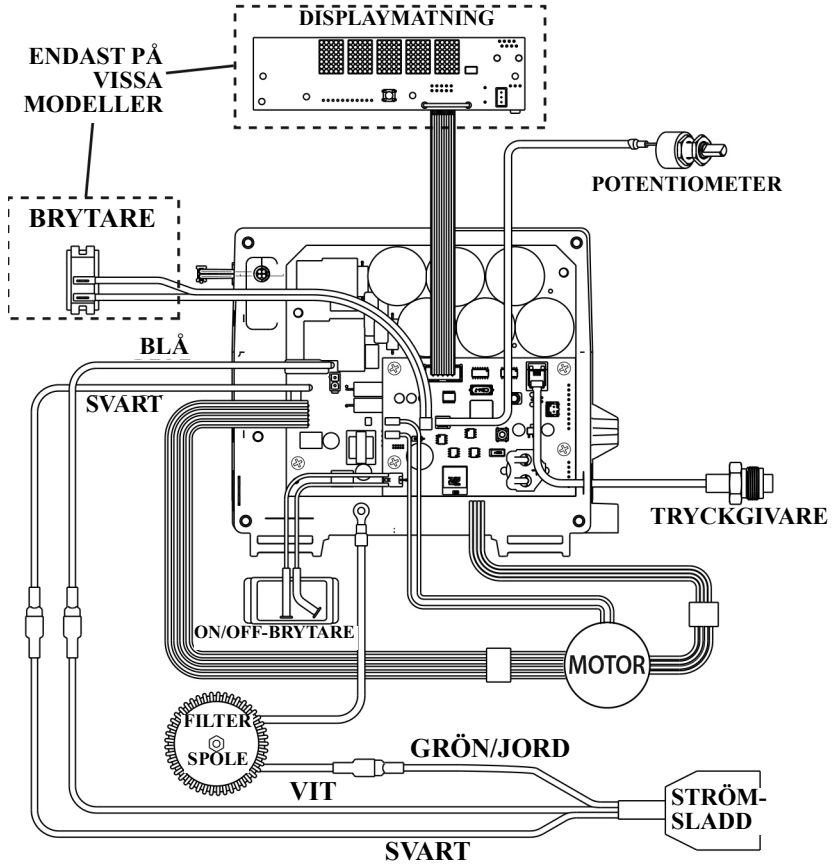 DISPLAYMATNING
ENDAST PÅ
VISSA
MODELLER
POTENTIOMETER
BRYTARE
BLÅ
SVART
TRYCKGIVARE
ON/OFF-BRYTARE
MOTOR
FILTER
SPOLE
GRÖN/JORD
VIT
STRÖM-
SLADD
SVART